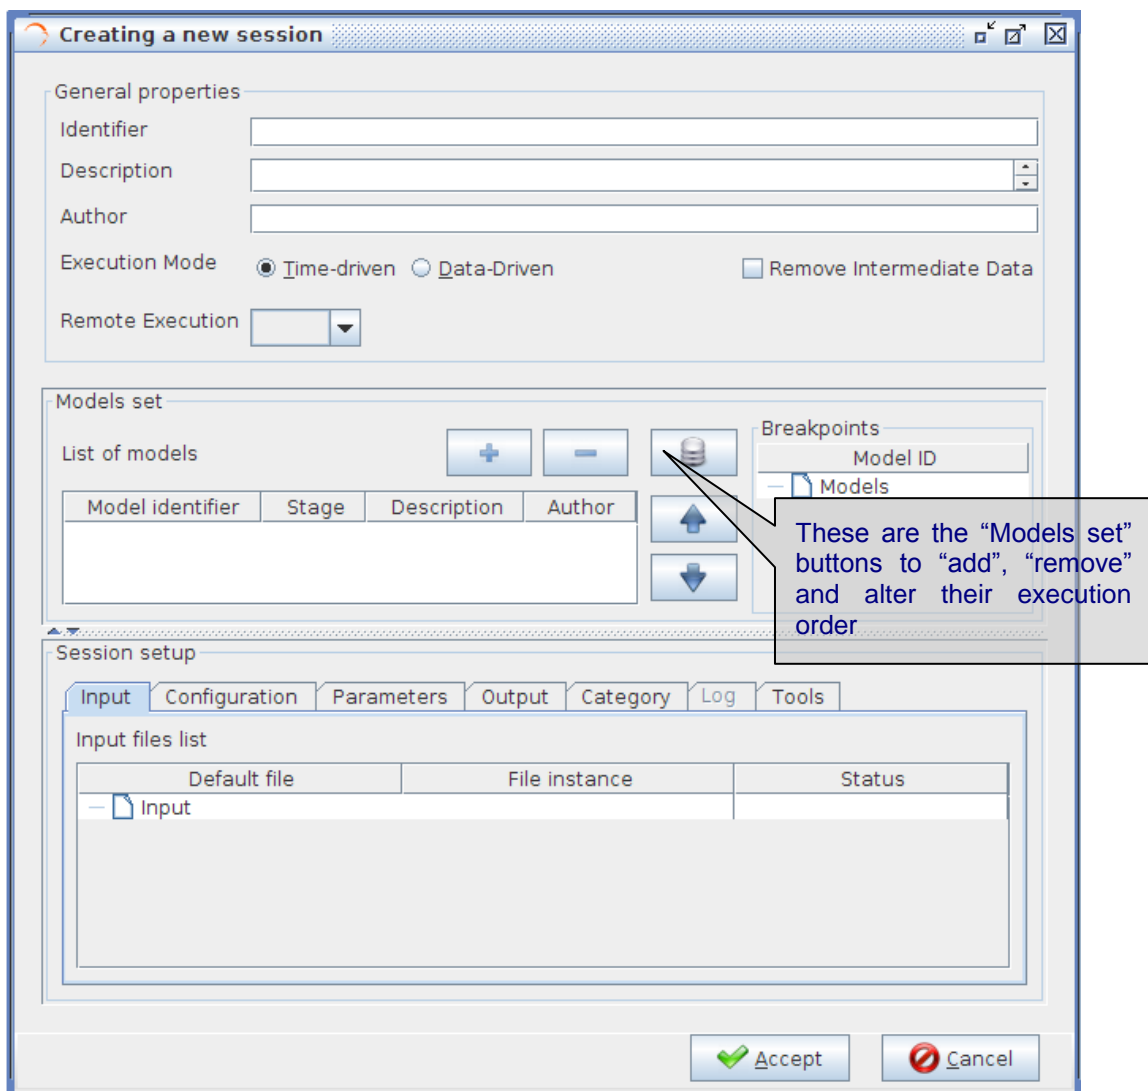 Creating a new session
General properties
Identifier
Description
Author
Execution Mode
Time-driven
Data-Driven
Remove Intermediate Data
Remote Execution
Models set
List of models
Model identifier
Stage
Description
Author
Breakpoints
Model ID
Models
These are the “Models set”
buttons to “add”, “remove”
and alter their execution
order
Session setup
Input
Configuration
Parameters
Output
Category
Log
Tools
Input files list
Default file
File instance
Status
Input
Accept
Cancel